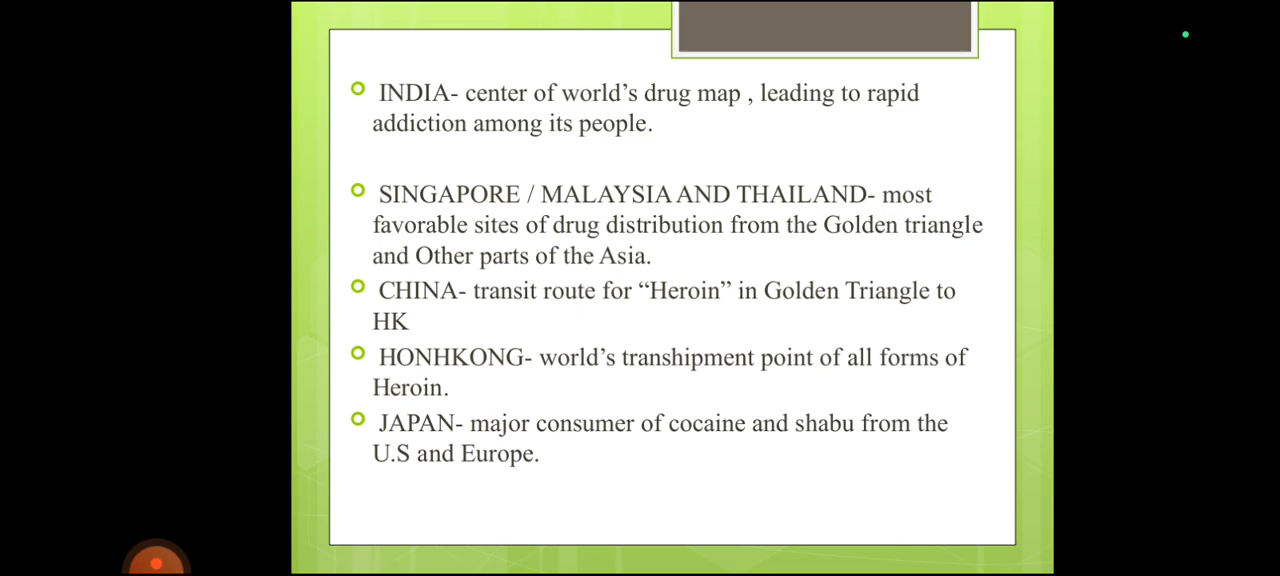 INDIA- center of world’s drug map , leading to rapid
addiction among its people.
SINGAPORE / MALAYSIA AND THAILAND- most
favorable sites of drug distribution from the Golden triangle
and Other parts of the Asia.
CHINA- transit route for “Heroin” in Golden Triangle to
HK
HONHKONG- world’s transhipment point of all forms of
Heroin.
JAPAN- major consumer of cocaine and shabu from the
U.S and Europe.